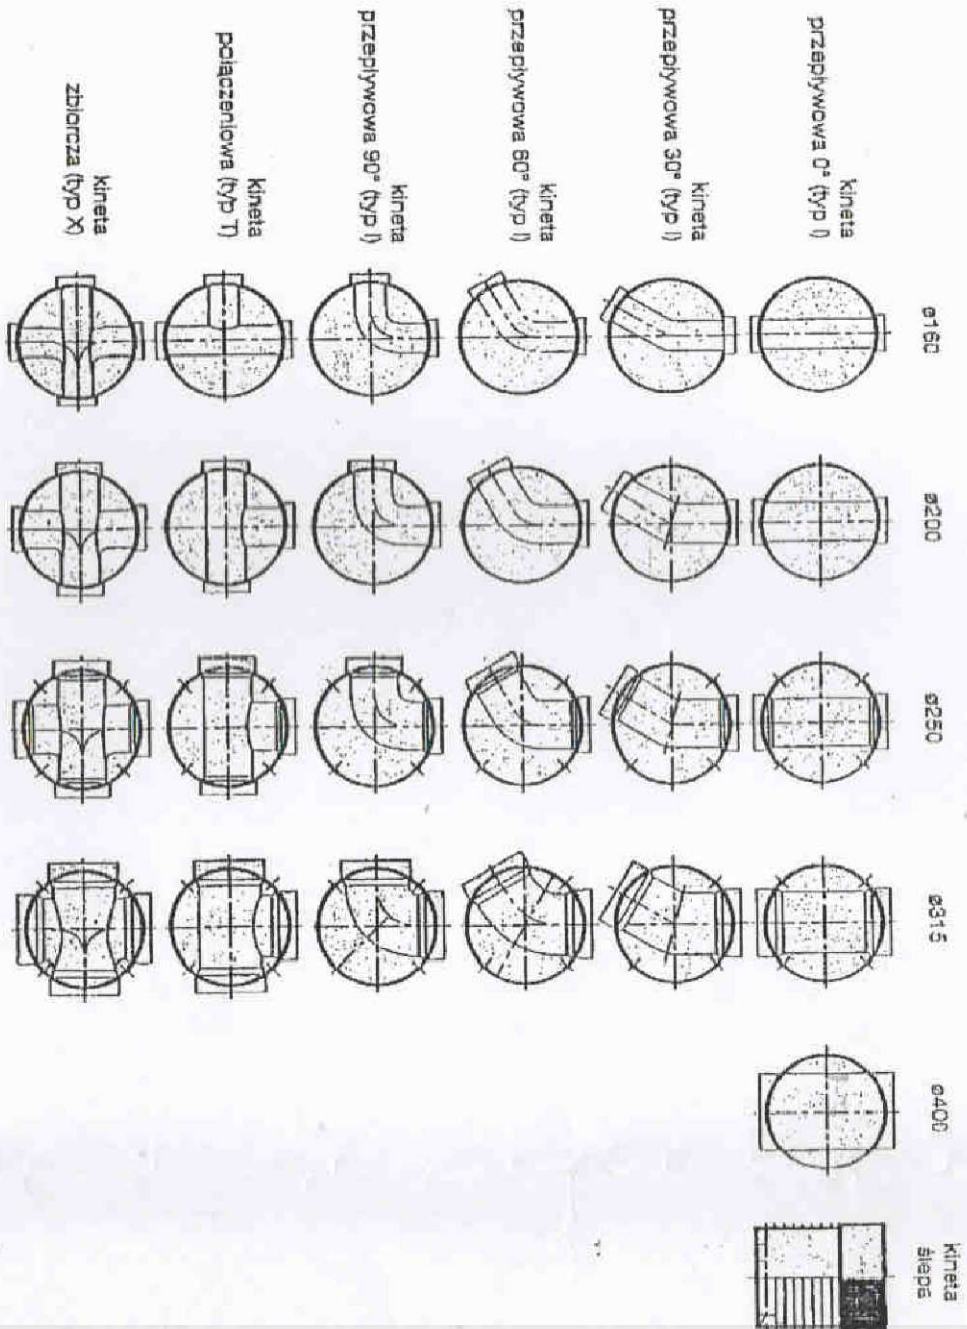 ø160
ø200
ø250
ø315
ø400
kineta
ślepa
kineta
przepływowa 0° (typ I)
kineta
przepływowa 30° (typ I)
kineta
przepływowa 60° (typ I)
kineta
przepływowa 90° (typ I)
kineta
połączeniowa (typ T)
kineta
zbiorcza (typ X)